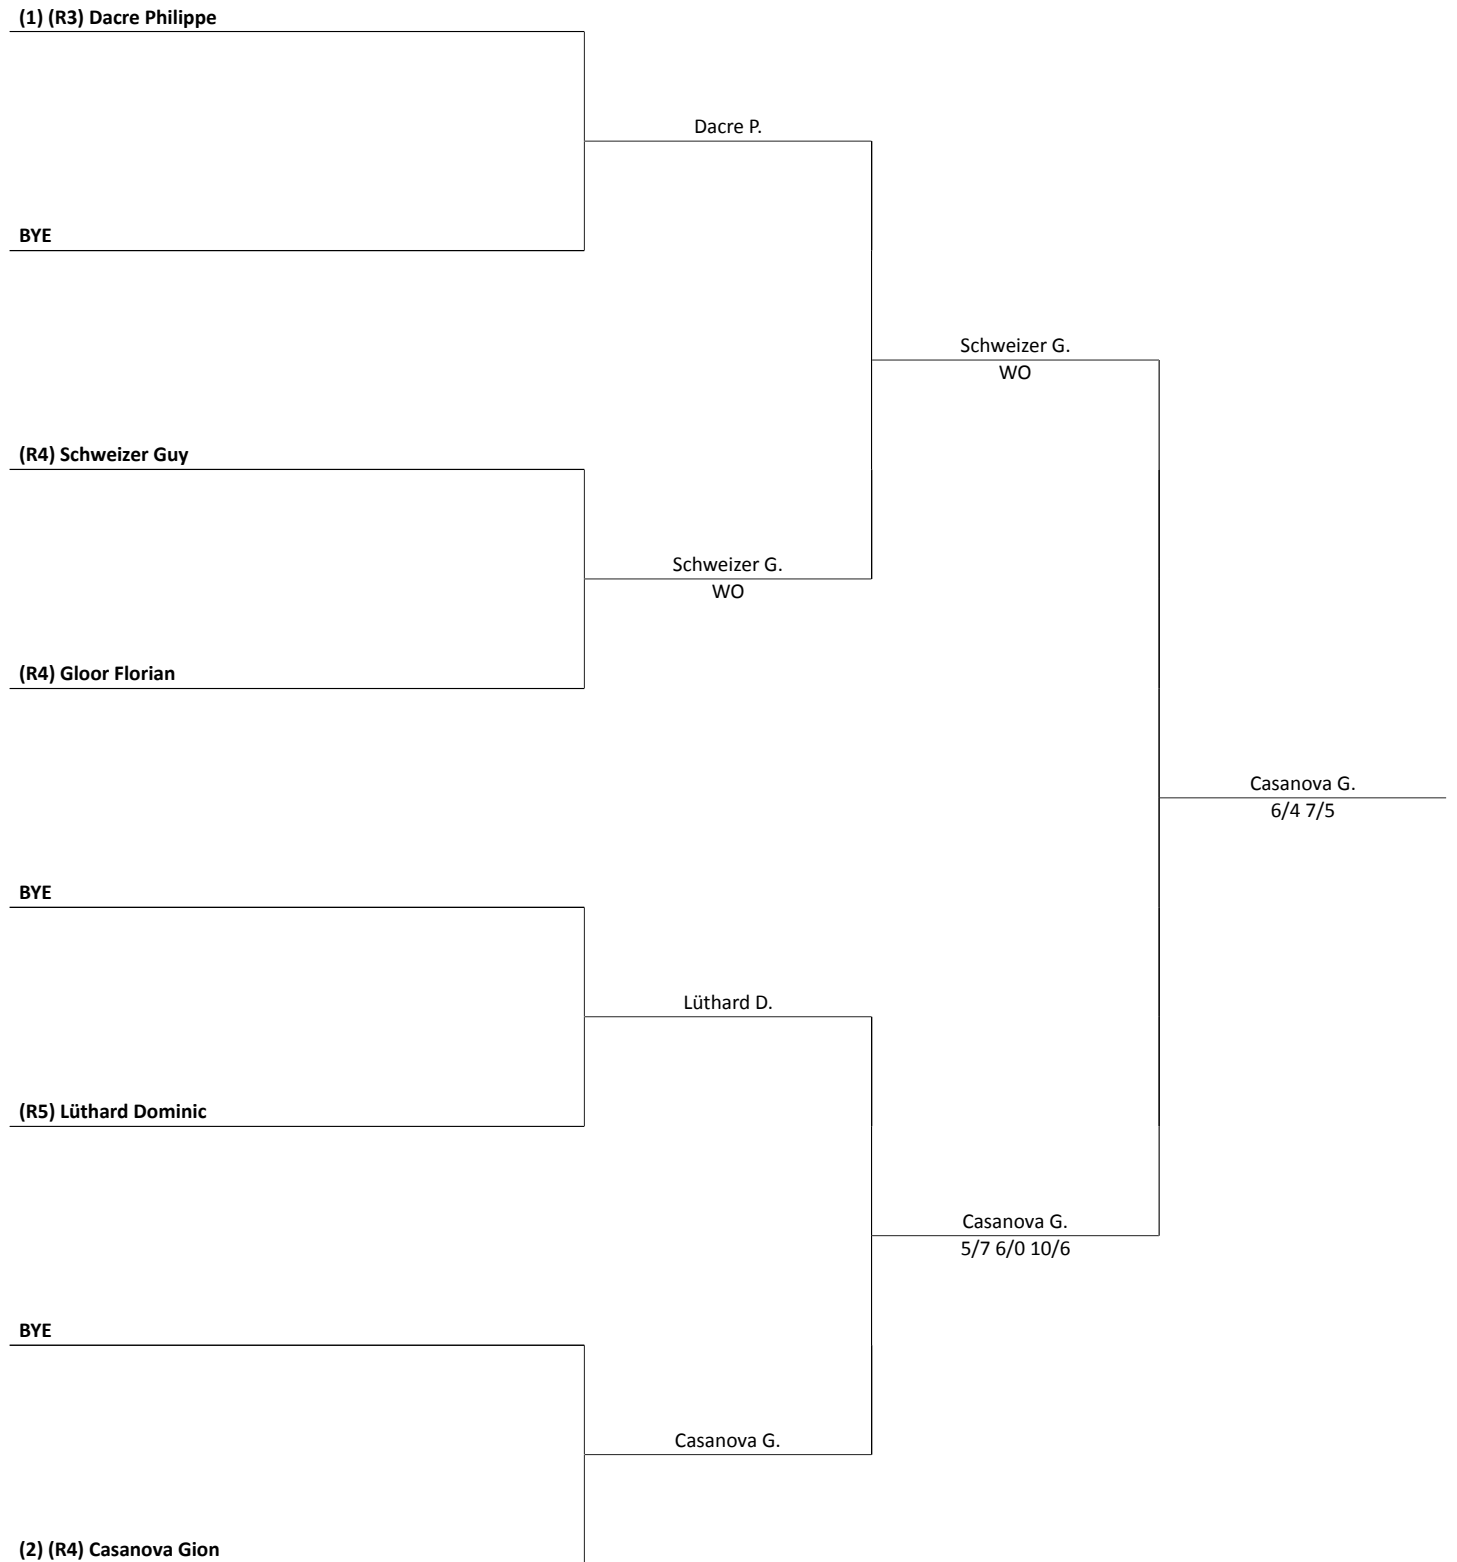 (1) (R3) Dacre Philippe
Dacre P.
BYE
Schweizer G.
WO
(R4) Schweizer Guy
Schweizer G.
WO
(R4) Gloor Florian
Casanova G.
6/4 7/5
BYE
Lüthard D.
(R5) Lüthard Dominic
Casanova G.
5/7 6/0 10/6
BYE
Casanova G.
(2) (R4) Casanova Gion